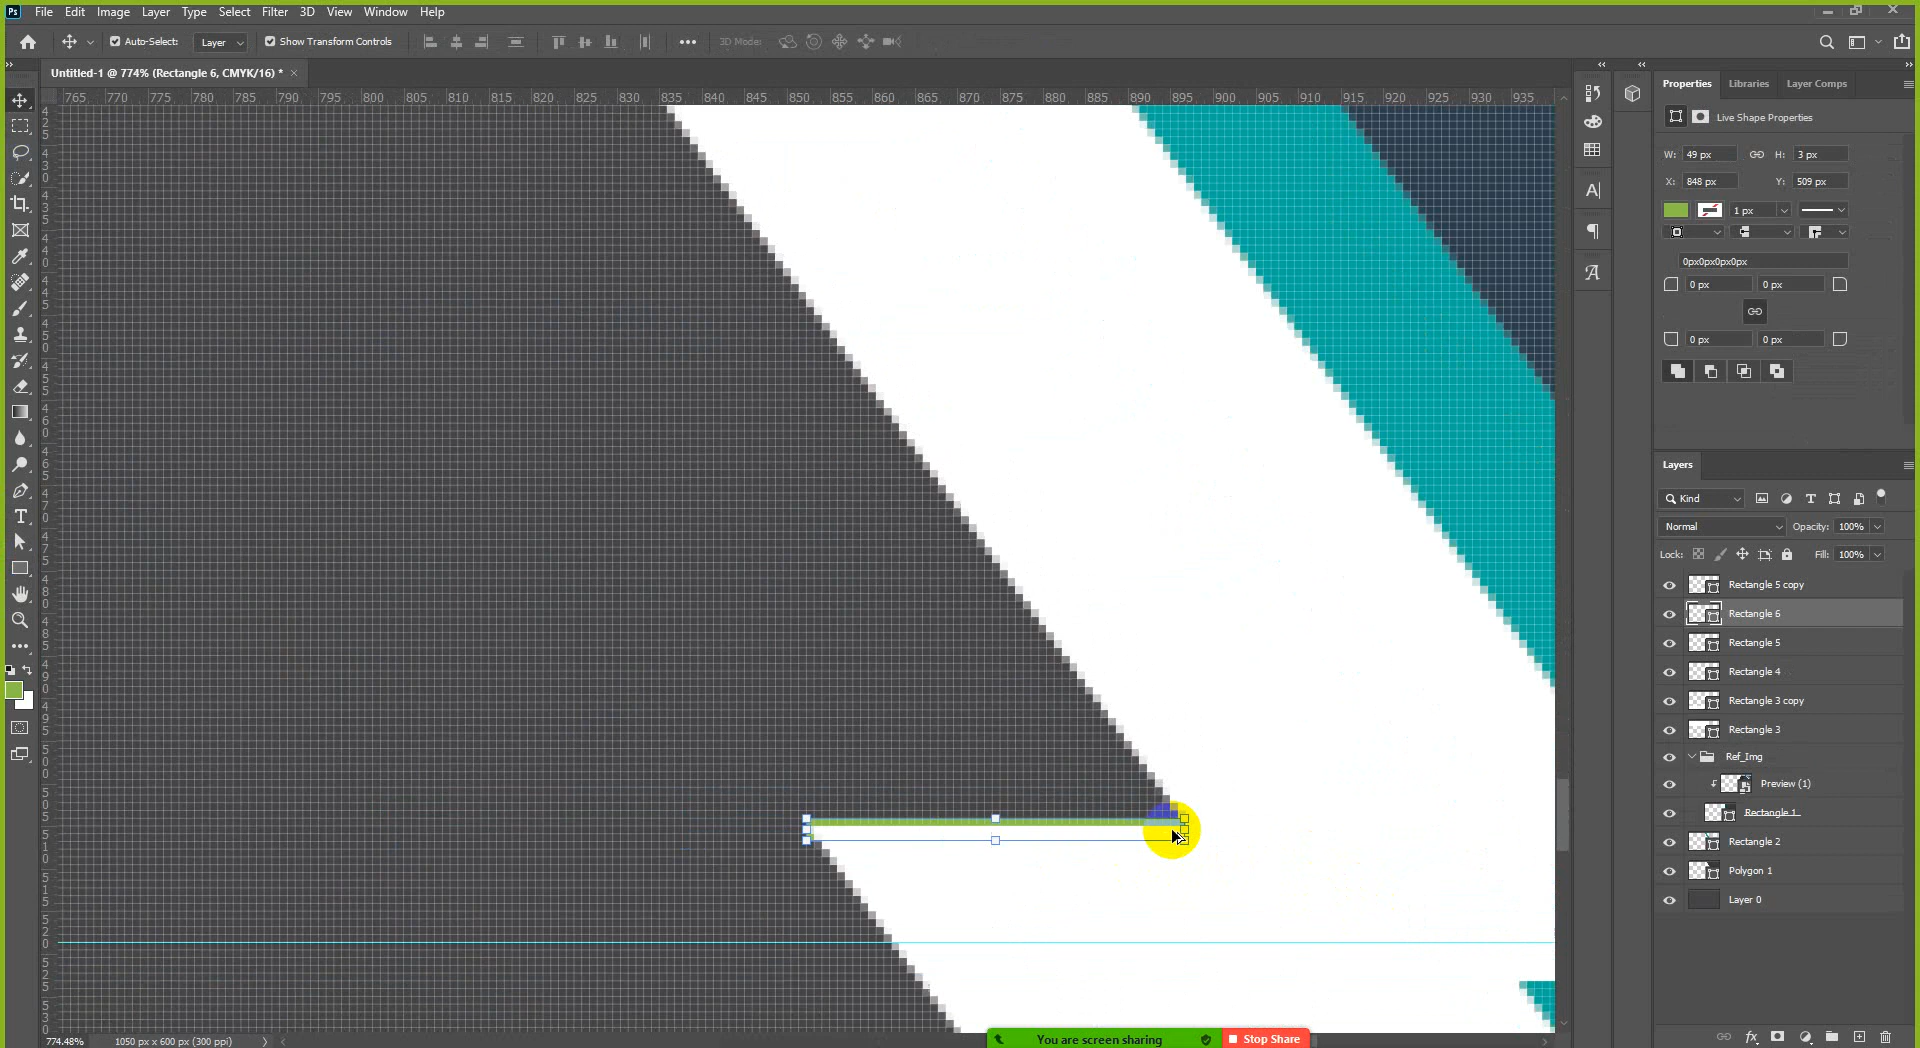 Ps File Edit Image Layer Type Select Filter 3D View Window Help
Auto-Select: Layer Show Transform Controls 3D Mode:
Untitled-1 @ 774% (Rectangle 6, CMYK/16) * ×
765 770 775 780 785 790 795 800 805 810 815 820 825 830 835 840 845 850 855 860 865 870 875 880 885 890 895 900 905 910 915 920 925 930 935
Properties Libraries Layer Comps
Live Shape Properties
W: 49 px H: 3 px
X: 848 px Y: 509 px
1 px
0px0px0px0px
0 px 0 px
0 px 0 px
Layers
Kind
Normal Opacity: 100%
Lock: Fill: 100%
Rectangle 5 copy
Rectangle 6
Rectangle 5
Rectangle 4
Rectangle 3 copy
Rectangle 3
Ref_Img
Preview (1)
Rectangle 1
Rectangle 2
Polygon 1
Layer 0
774.48% 1050 px x 600 px (300 ppi)
You are screen sharing Stop Share